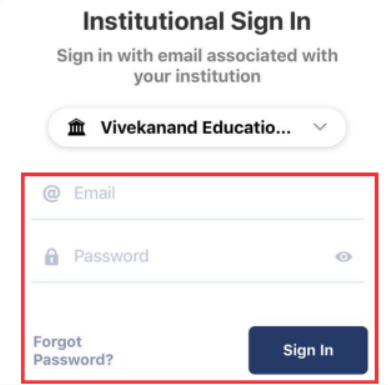 Institutional Sign In
Sign in with email associated with
your institution
Vivekanand Educatio...
@ Email
Password
Forgot
Password?
Sign In